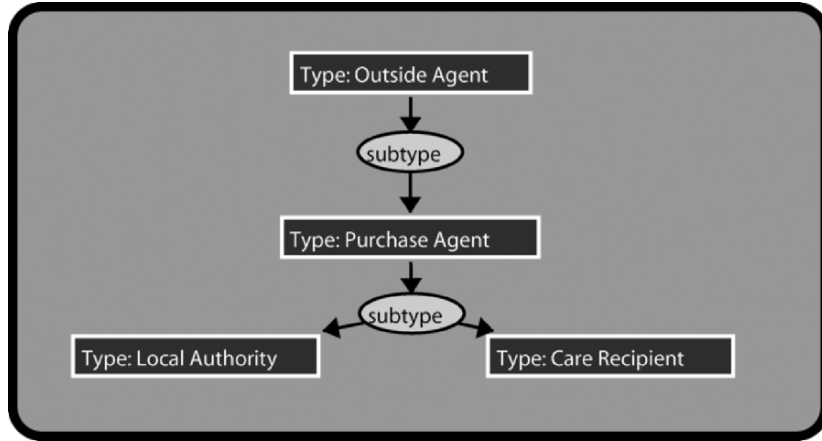 Type: Outside Agent
subtype
Type: Purchase Agent
subtype
Type: Local Authority
Type: Care Recipient